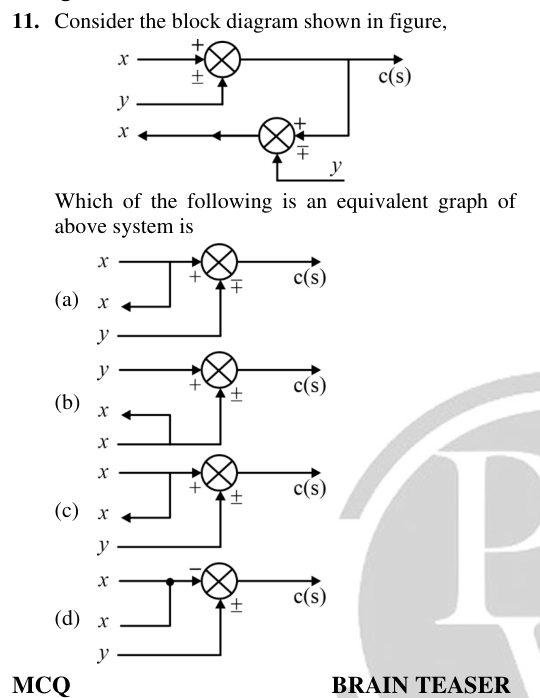 11. Consider the block diagram shown in figure,
x + ±
c(s)
y
x + ∓
y
Which of the following is an equivalent graph of
above system is
x + ∓
c(s)
(a) x
y
y + ±
c(s)
(b) x
x
x + ±
c(s)
(c) x
y
x − ±
c(s)
(d) x
y
MCQ BRAIN TEASER